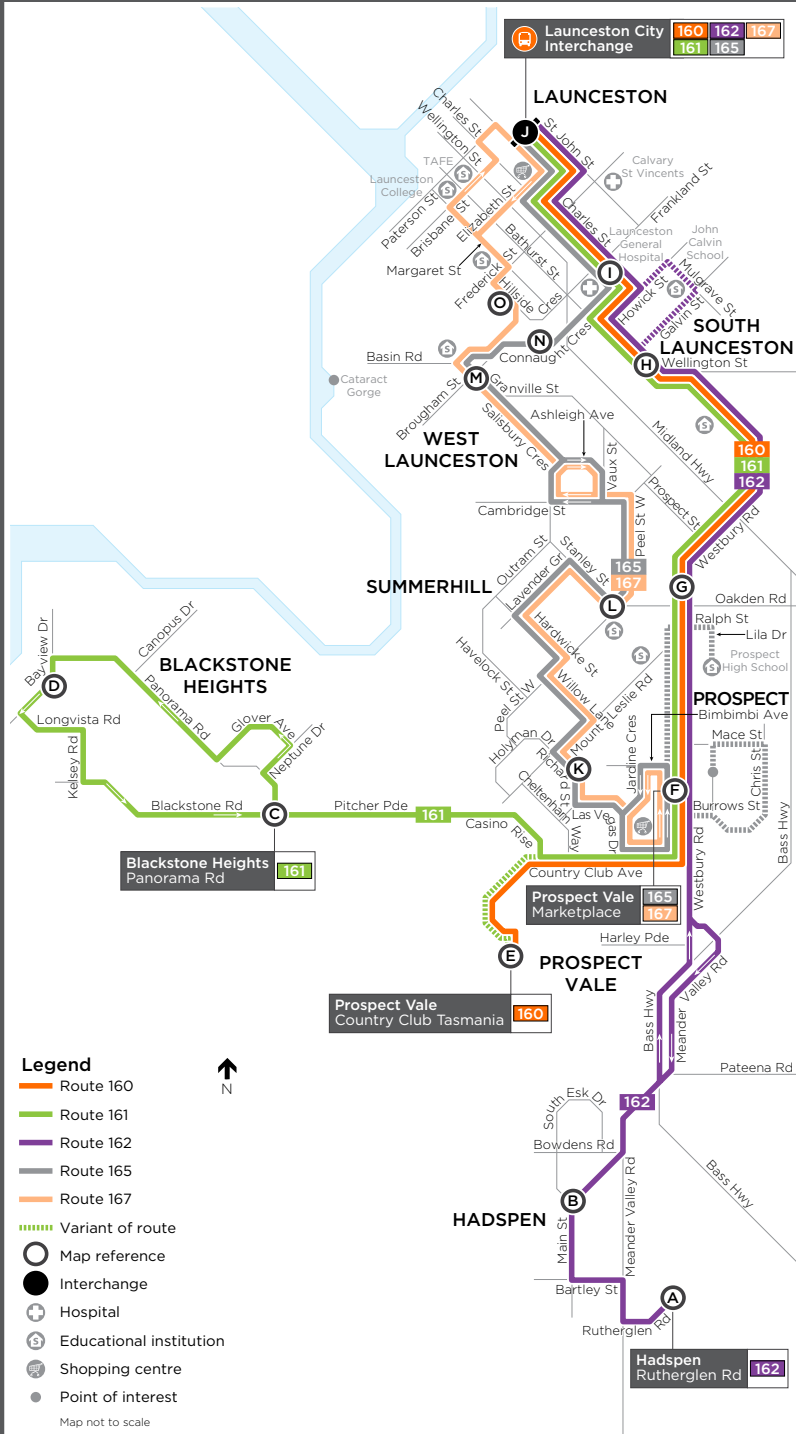 Launceston City
Interchange
160 162 167
161 165
LAUNCESTON
J
St John St
Charles St
Wellington St
TAFE
Launceston
College
Paterson St
Brisbane St
Elizabeth St
Calvary
St Vincents
Frankland St
Charles St
Launceston
General
Hospital
John
Calvin
School
Mulgrave St
Margaret St
Bathurst St
Frederick St
Hillside
Cres
I
O
Howick St
Galvin St
SOUTH
LAUNCESTON
N
H
Wellington St
Basin Rd
Connaught Cres
M
Cataract
Gorge
Brougham St
Granville St
Salisbury Cres
Ashleigh Ave
WEST
LAUNCESTON
Vaux St
Midland Hwy
160
161
162
Cambridge St
Peel St W
Prospect St
Westbury Rd
Outram St
Stanley St
165
167
SUMMERHILL
Lavender Gr
L
G
Oakden Rd
Ralph St
Lila Dr
Hardwicke St
Prospect
High School
Canopus Dr
Bayview Dr
BLACKSTONE
HEIGHTS
Havelock St
Willow Lane
Mount Leslie Rd
PROSPECT
Bimbimbi Ave
D
Panorama Rd
Peel St W
Longvista Rd
Glover Ave
Neptune Dr
Holyman Dr
Jardine Cres
Mace St
Chris St
Kelsey Rd
K
Richard St
Cheltenham
Way
F
Burrows St
Blackstone Rd
C
Pitcher Pde
161
Casino Rise
Las Vegas Dr
Bass Hwy
Country Club Ave
Westbury Rd
Blackstone Heights
Panorama Rd
161
Prospect Vale
Marketplace
165
167
Harley Pde
E
PROSPECT
VALE
Meander Valley Rd
Bass Hwy
Prospect Vale
Country Club Tasmania
160
Legend
N
Route 160
Route 161
Route 162
Route 165
Route 167
Variant of route
Map reference
Interchange
Hospital
Educational institution
Shopping centre
Point of interest
Map not to scale
Pateena Rd
South Esk Dr
162
Bowdens Rd
Bass Hwy
Meander Valley Rd
B
HADSPEN
Main St
Bartley St
A
Rutherglen Rd
Hadspen
Rutherglen Rd
162